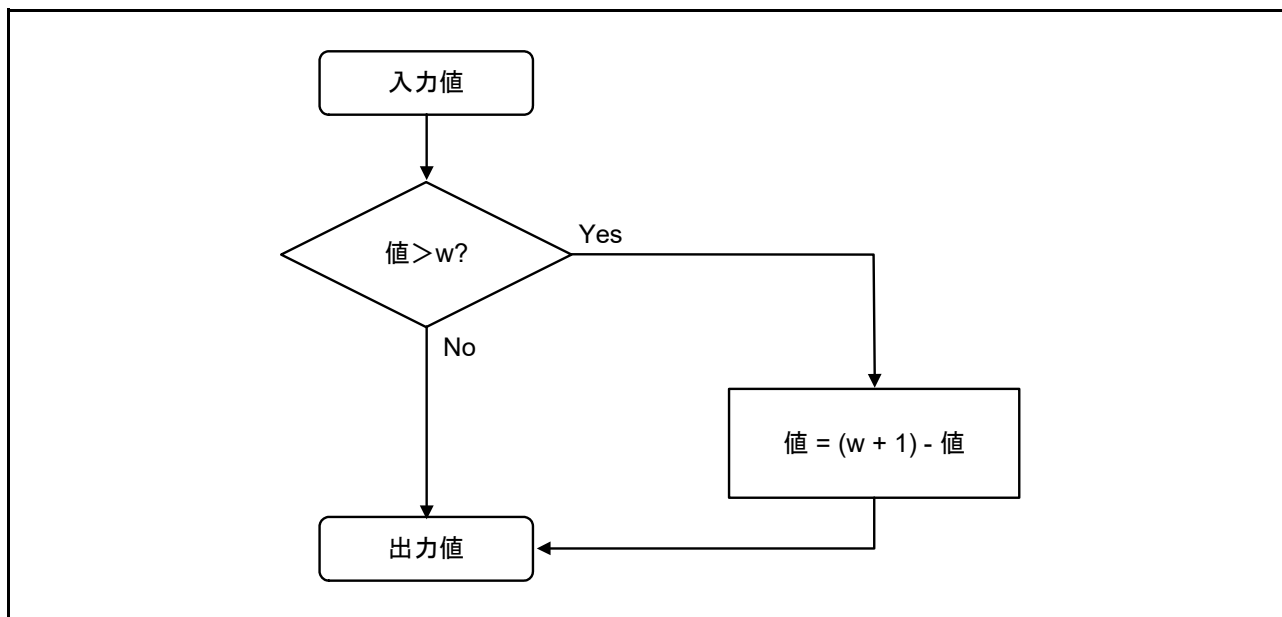 入力値
値＞w?
Yes
No
値 = (w + 1) - 値
出力値